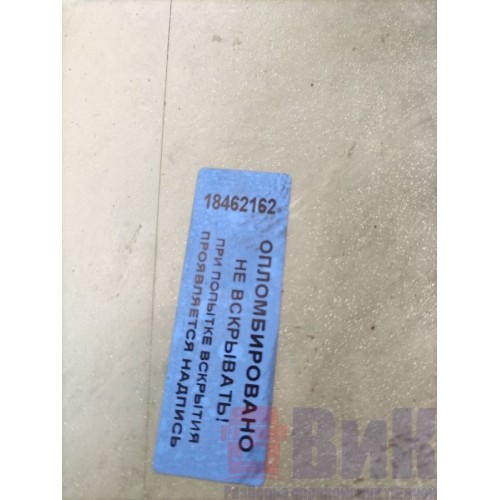 18462162
ОПЛОМБИРОВАНО
НЕ ВСКРЫВАТЬ!
ПРИ ПОПЫТКЕ ВСКРЫТИЯ
ПРОЯВЛЯЕТСЯ НАДПИСЬ
ВиК